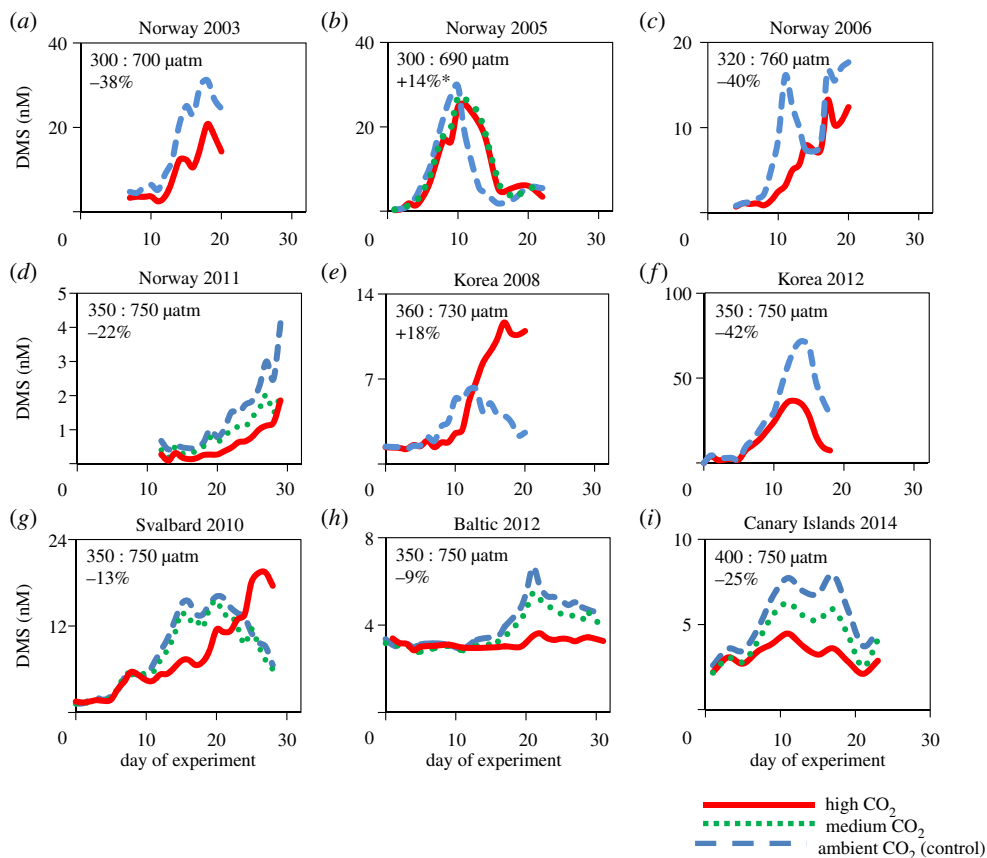 (a)
Norway 2003
40
20
0
DMS (nM)
300 : 700 µatm
–38%
10
20
30
(b)
Norway 2005
40
20
0
300 : 690 µatm
+14%*
10
20
30
(c)
Norway 2006
20
10
0
320 : 760 µatm
–40%
10
20
30
(d)
Norway 2011
5
4
3
2
1
0
DMS (nM)
350 : 750 µatm
–22%
10
20
30
(e)
Korea 2008
14
7
0
360 : 730 µatm
+18%
10
20
30
(f)
Korea 2012
100
50
0
350 : 750 µatm
–42%
10
20
30
(g)
Svalbard 2010
24
12
0
DMS (nM)
350 : 750 µatm
–13%
10
20
30
day of experiment
(h)
Baltic 2012
8
4
0
350 : 750 µatm
–9%
10
20
30
day of experiment
(i)
Canary Islands 2014
10
5
0
400 : 750 µatm
–25%
10
20
30
day of experiment
high CO₂
medium CO₂
ambient CO₂ (control)